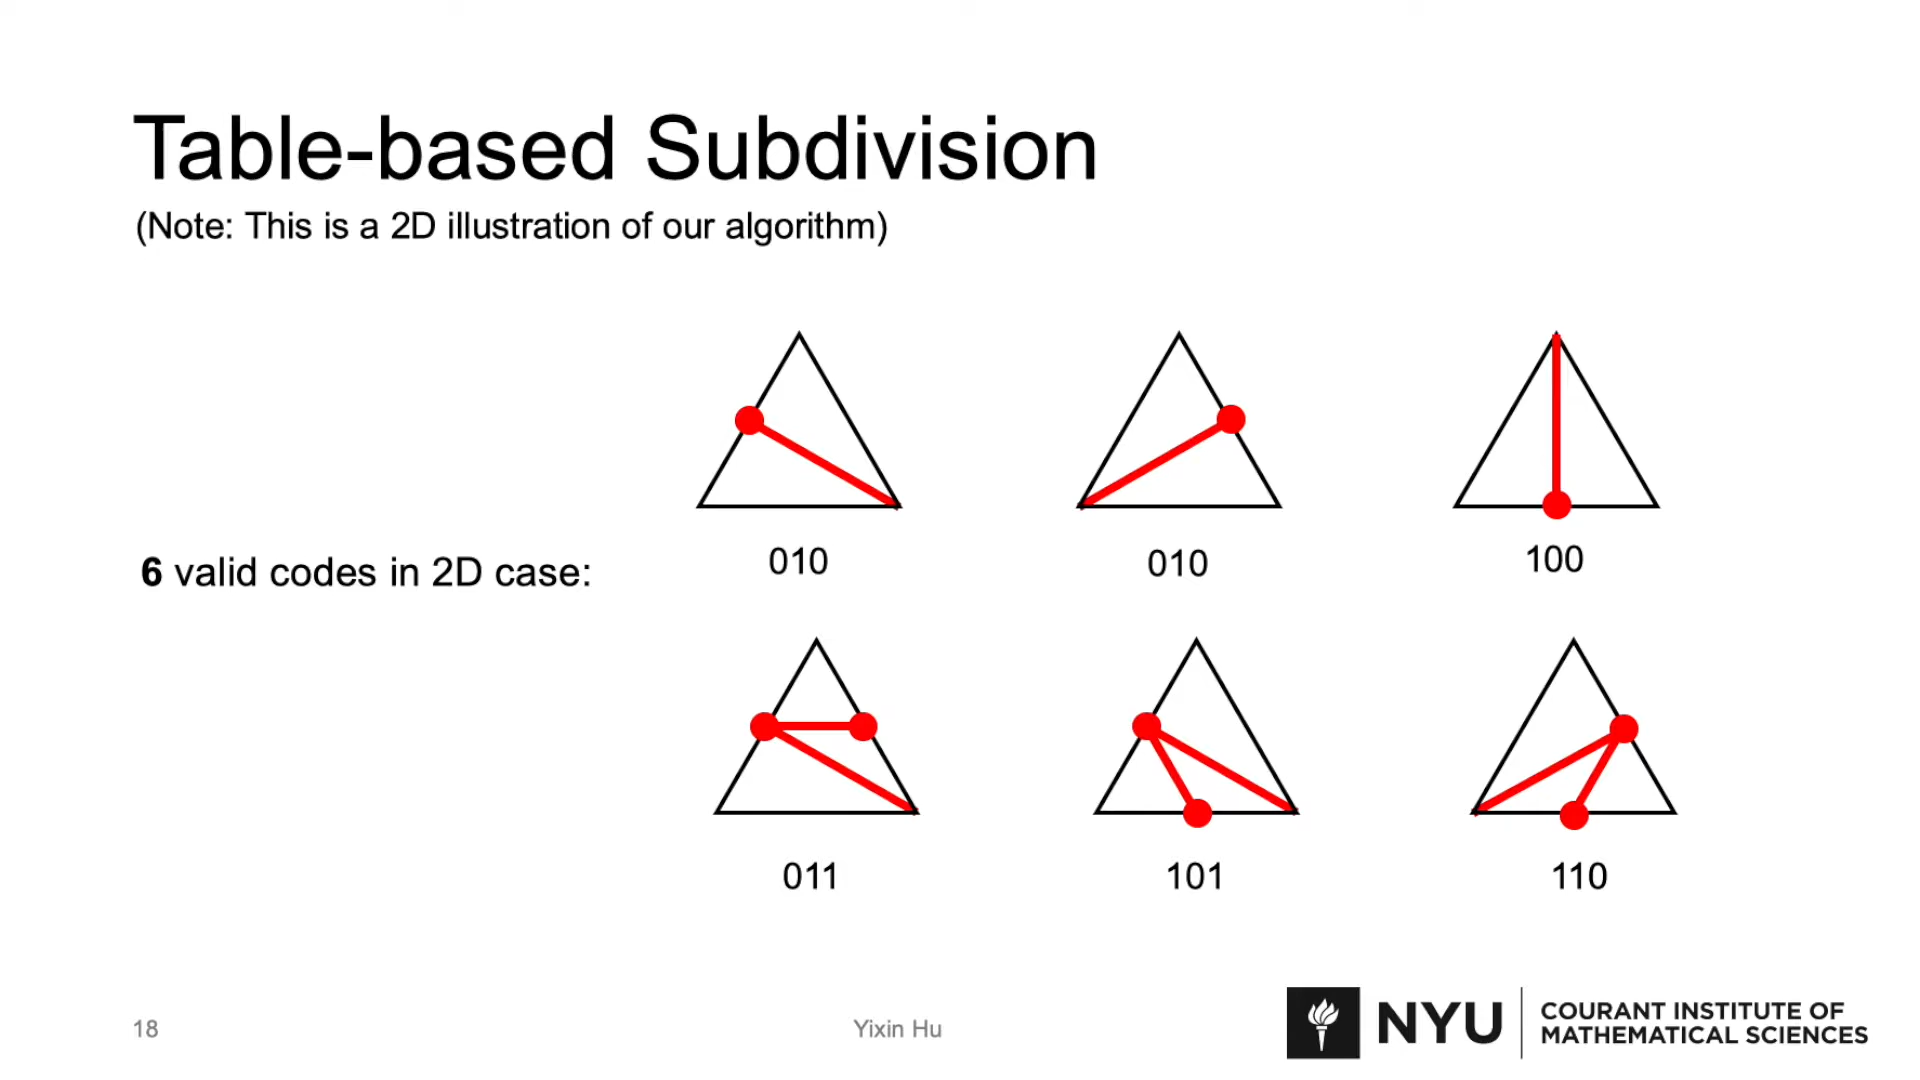 Table-based Subdivision
(Note: This is a 2D illustration of our algorithm)
010
010
100
6 valid codes in 2D case:
011
101
110
18
Yixin Hu
NYU
COURANT INSTITUTE OF
MATHEMATICAL SCIENCES